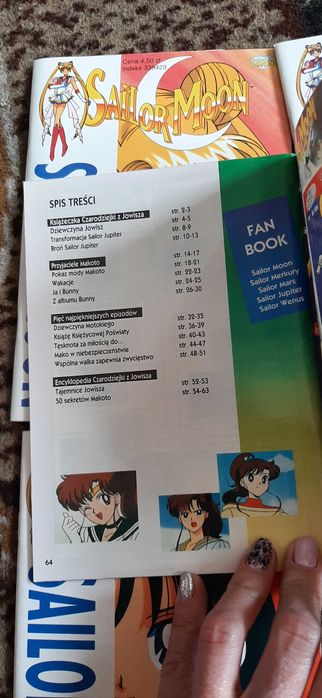 Cena 4,50 zł
Indeks 339423
SAILOR MOON
SPIS TREŚCI
Książeczka Czarodziejki z Jowisza str. 2-3
Dziewczyna Jowisz str. 4-5
Transformacja Sailor Jupiter str. 8-9
Broń Sailor Jupiter str. 10-13
Przyjaciele Makoto str. 14-17
Pokaz mody Makoto str. 18-21
Wakacje str. 22-23
Ja i Bunny str. 24-25
Z albumu Bunny str. 26-30
Pięć najpiękniejszych epizodów str. 32-35
Dziewczyna Motokiego str. 36-39
Książę Księżycowej Poświaty str. 40-43
Tęsknota za miłością do... str. 44-47
Mako w niebezpieczeństwie str. 48-51
Wspólna walka zapewnia zwycięstwo
Encyklopedia Czarodziejki z Jowisza str. 52-53
Tajemnice Jowisza str. 54-63
50 sekretów Makoto
FAN
BOOK
Sailor Moon
Sailor Merkury
Sailor Mars
Sailor Jupiter
Sailor Wenus
64
SAILO